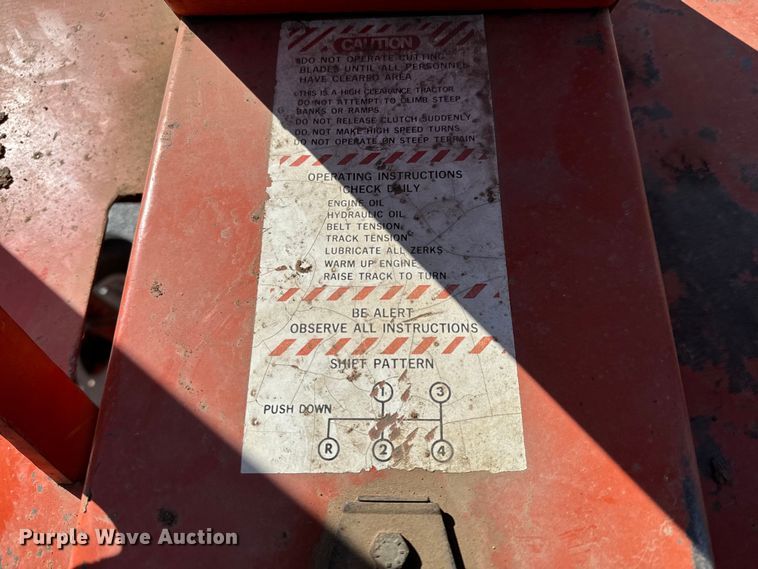 CAUTION
DO NOT OPERATE CUTTING
BLADES UNTIL ALL PERSONNEL
HAVE CLEARED AREA
THIS IS A HIGH CLEARANCE TRACTOR
DO NOT ATTEMPT TO CLIMB STEEP
BANKS OR RAMPS
DO NOT RELEASE CLUTCH SUDDENLY
DO NOT MAKE HIGH SPEED TURNS
DO NOT OPERATE ON STEEP TERRAIN
OPERATING INSTRUCTIONS
CHECK DAILY
ENGINE OIL
HYDRAULIC OIL
BELT TENSION
TRACK TENSION
LUBRICATE ALL ZERKS
WARM UP ENGINE
RAISE TRACK TO TURN
BE ALERT
OBSERVE ALL INSTRUCTIONS
SHIFT PATTERN
1 3
PUSH DOWN
R 2 4
Purple Wave Auction